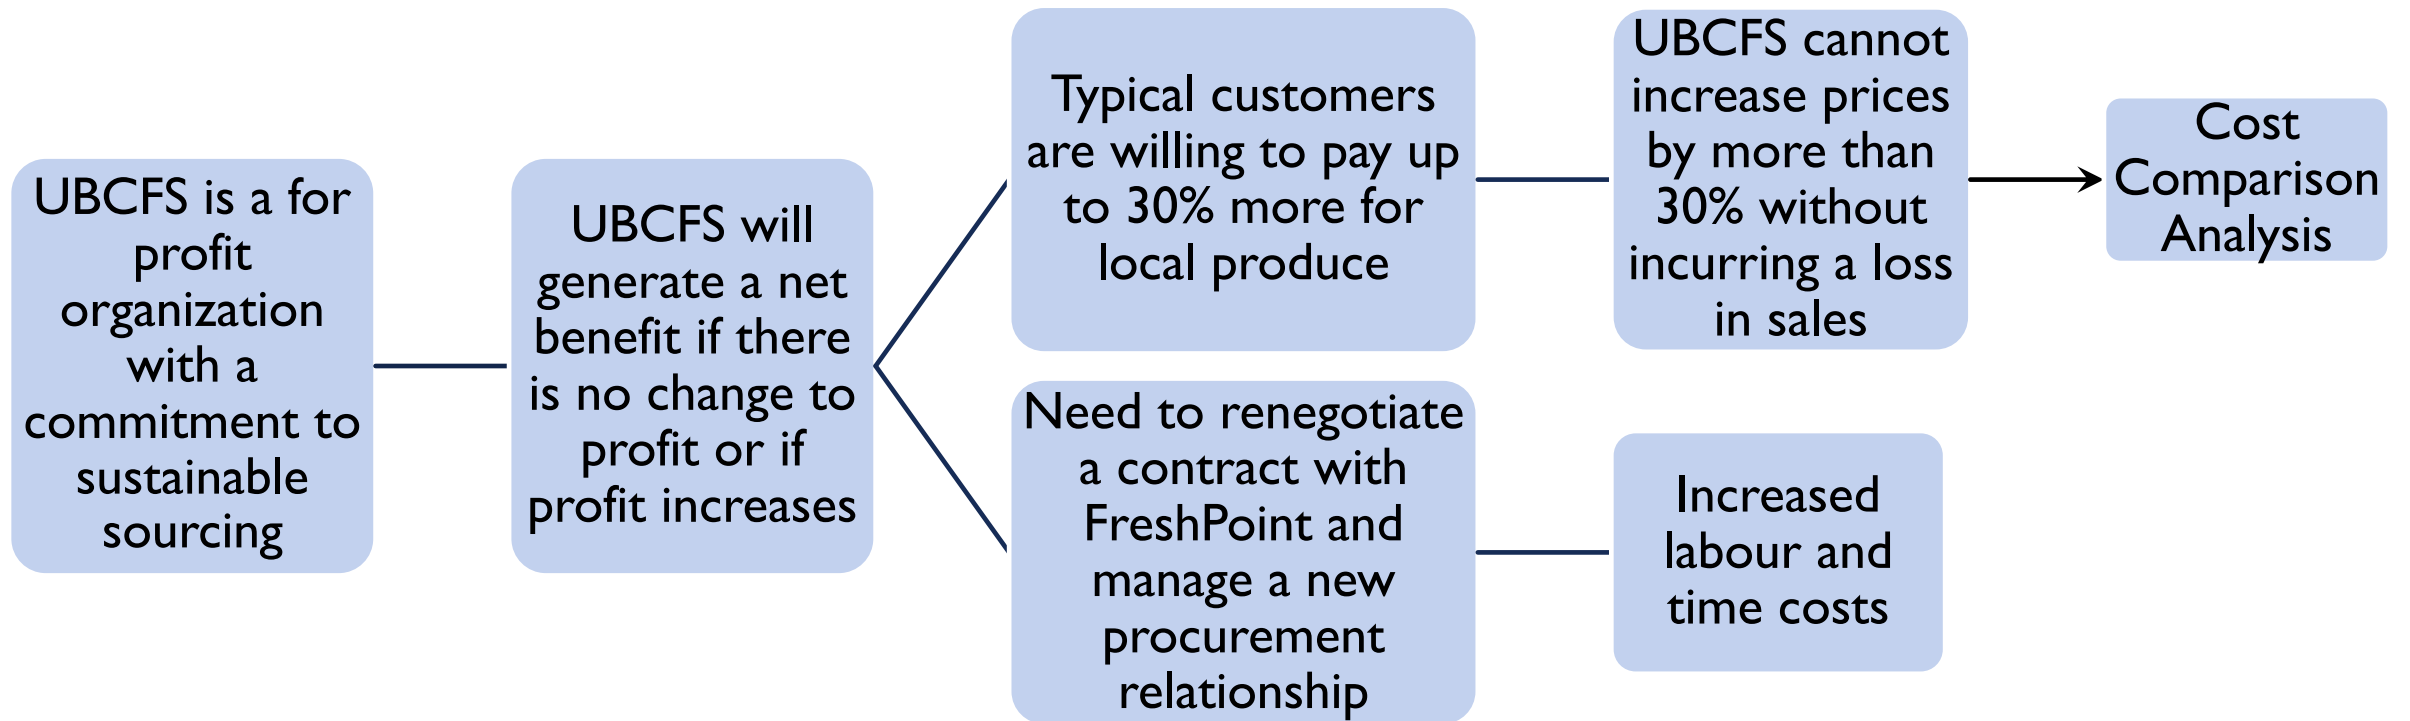 UBCFS is a for
profit
organization
with a
commitment to
sustainable
sourcing
UBCFS will
generate a net
benefit if there
is no change to
profit or if
profit increases
Typical customers
are willing to pay up
to 30% more for
local produce
UBCFS cannot
increase prices
by more than
30% without
incurring a loss
in sales
Cost
Comparison
Analysis
Need to renegotiate
a contract with
FreshPoint and
manage a new
procurement
relationship
Increased
labour and
time costs